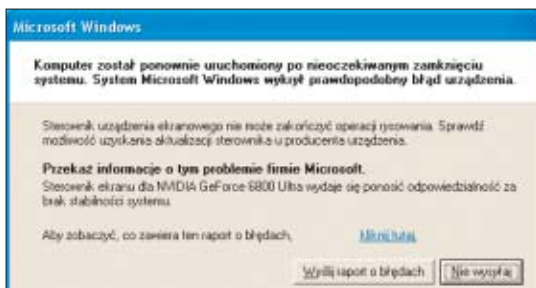 Microsoft Windows
Komputer został ponownie uruchomiony po nieoczekiwanym zamknięciu
systemu. System Microsoft Windows wykrył prawdopodobny błąd urządzenia.
Sterownik urządzenia ekranowego nie może zakończyć operacji rysowania. Sprawdź
możliwość uzyskania aktualizacji sterownika u producenta urządzenia.
Przekaż informacje o tym problemie firmie Microsoft.
Sterownik ekranu dla NVIDIA GeForce 6800 Ultra wydaje się ponosić odpowiedzialność za
brak stabilności systemu.
Aby zobaczyć, co zawiera ten raport o błędach, kliknij tutaj.
Wyślij raport o błędach Nie wysyłaj